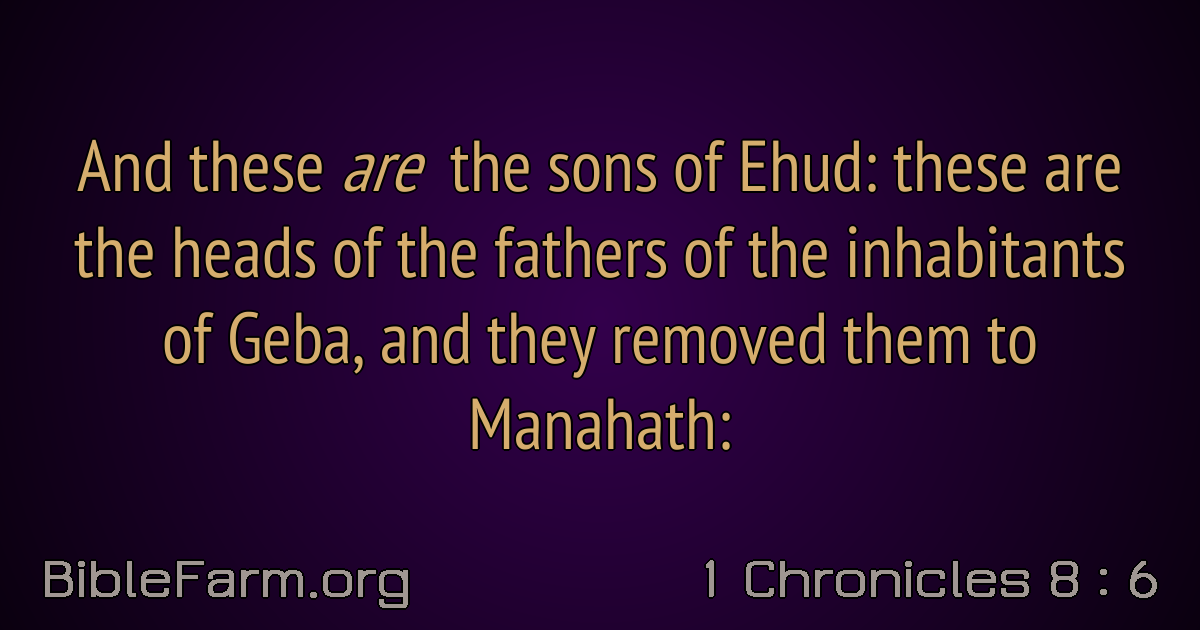 And these are the sons of Ehud: these are
the heads of the fathers of the inhabitants
of Geba, and they removed them to
Manahath:
BibleFarm.org
1 Chronicles 8 : 6